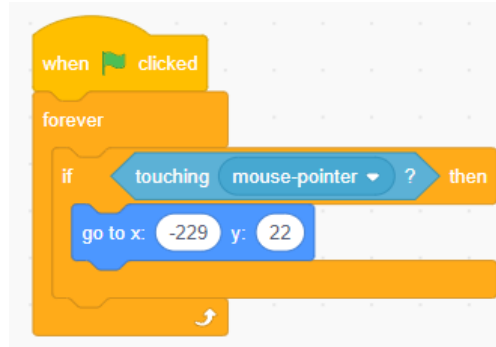 when clicked
forever
if touching mouse-pointer ? then
go to x: -229 y: 22